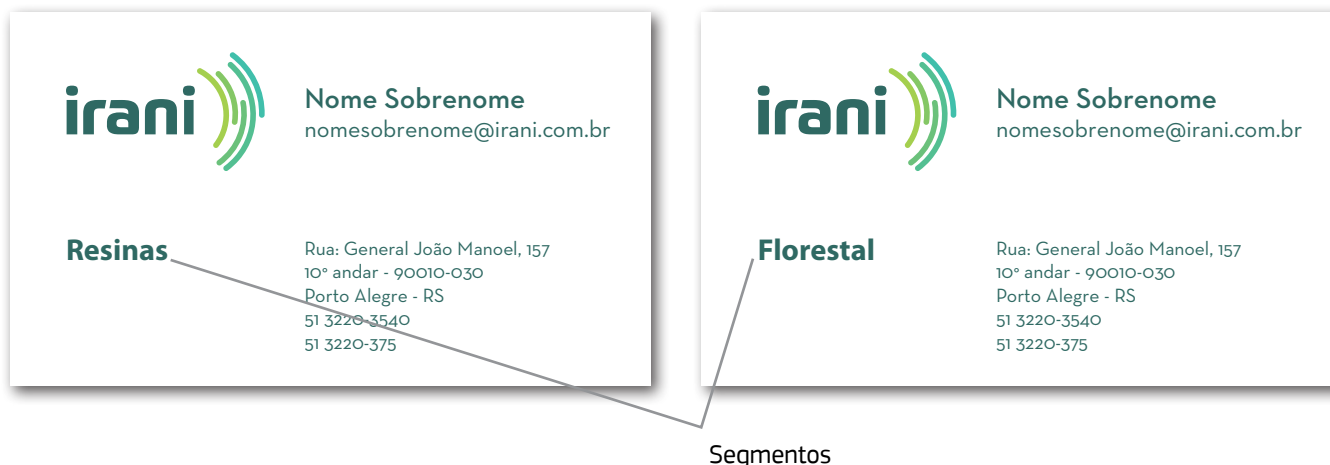 irani
Nome Sobrenome
nomesobrenome@irani.com.br
Resinas
Rua: General João Manoel, 157
10° andar - 90010-030
Porto Alegre - RS
51 3220-3540
51 3220-375
irani
Nome Sobrenome
nomesobrenome@irani.com.br
Florestal
Rua: General João Manoel, 157
10° andar - 90010-030
Porto Alegre - RS
51 3220-3540
51 3220-375
Segmentos